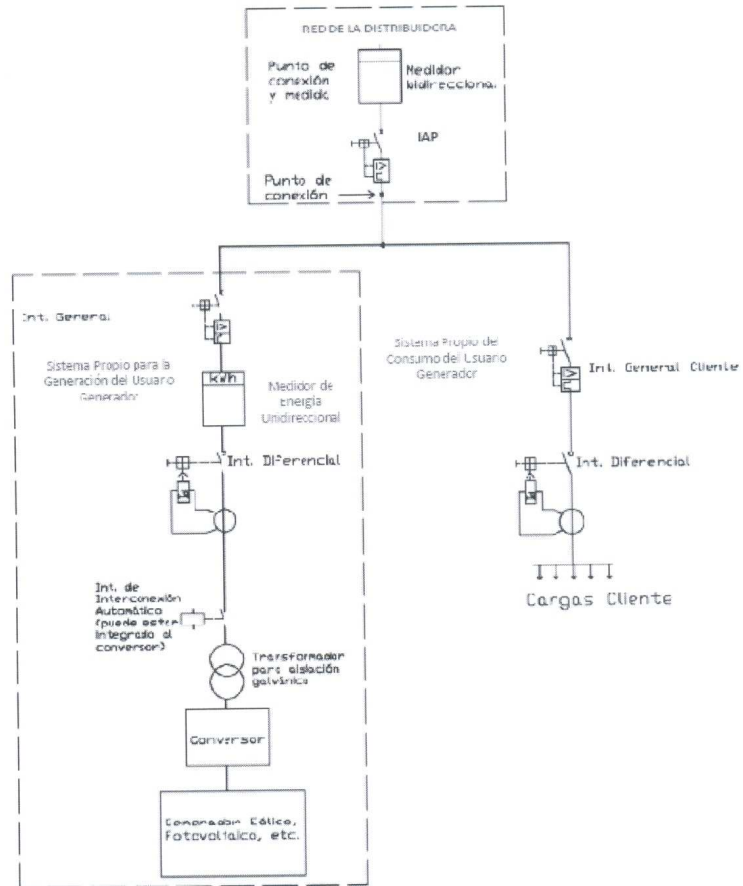 RED DE LA DISTRIBUIDORA
Punto de
conexión
y medida
Medidor
bidireccional
IAP
Punto de
conexión
Int. General
Sistema Propio para la
Generación del Usuario
Generador
kWh
Medidor de
Energía
Unidireccional
Int. Diferencial
Int. de
Interconexión
Automático
(puede estar
integrado al
conversor)
Transformador
para aislación
galvánica
Conversor
Generador Eólico,
Fotovoltaico, etc.
Sistema Propio del
Consumo del Usuario
Generador
Int. General Cliente
Int. Diferencial
Cargas Cliente